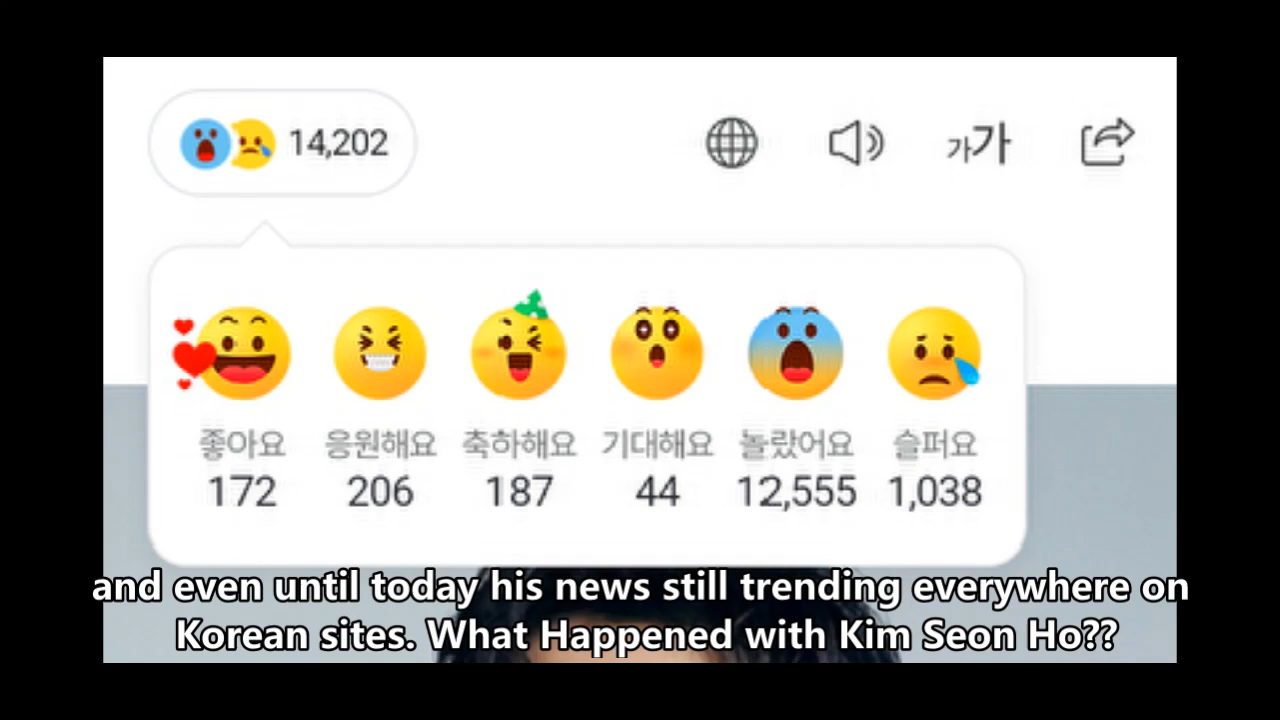 14,202
가가
좋아요 응원해요 축하해요 기대해요 놀랐어요 슬퍼요
172 206 187 44 12,555 1,038
and even until today his news still trending everywhere on
Korean sites. What Happened with Kim Seon Ho??